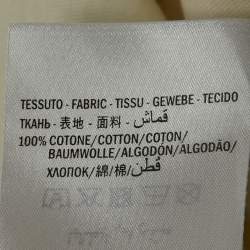 TESSUTO - FABRIC - TISSU - GEWEBE - TECIDO
ТКАНЬ - 表地 - 面料 - قماش
100% COTONE/COTTON/COTON/
BAUMWOLLE/ALGODÓN/ALGODÃO/
ХЛОПОК/綿/棉/قطن